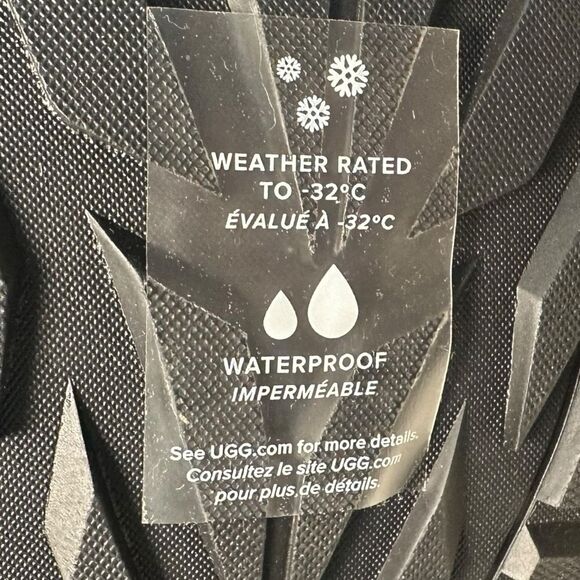 WEATHER RATED
TO -32°C
ÉVALUÉ À -32°C
WATERPROOF
IMPERMÉABLE
See UGG.com for more details.
Consultez le site UGG.com
pour plus de détails.